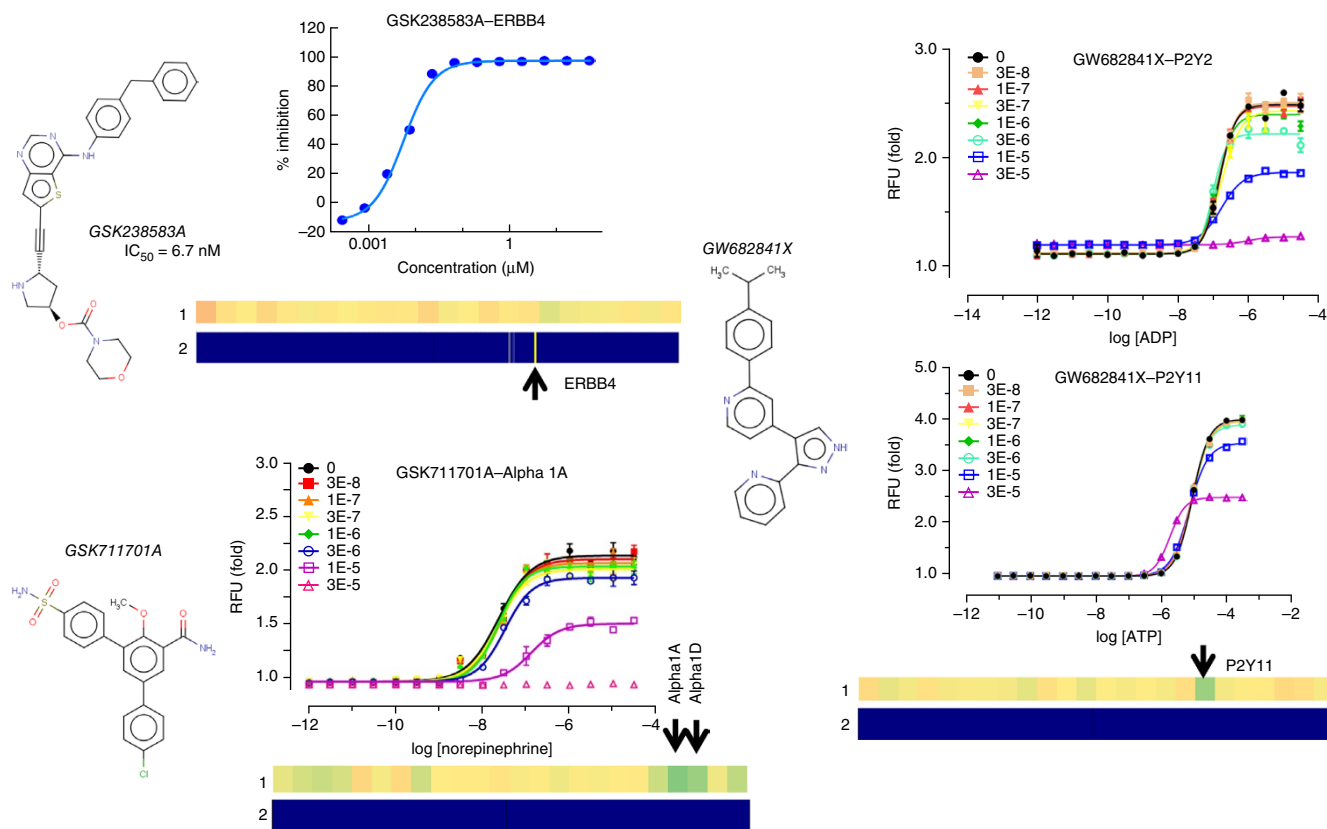 GSK238583A–ERBB4
120
100
80
60
40
20
0
−20
% inhibition
0.001
1
Concentration (μM)
N
N
NH
S
HN
O
O
N
O
GSK238583A
IC50 = 6.7 nM
1
2
ERBB4
GSK711701A–Alpha 1A
3.0
2.5
2.25
2.0
1.5
1.0
RFU (fold)
0
3E-8
1E-7
3E-7
1E-6
3E-6
1E-5
3E-5
−12
−10
−8
−6
−4
log [norepinephrine]
Alpha1A
Alpha1D
1
2
GSK711701A
H2N
S
O
O
CH3
O
O
NH2
Cl
GW682841X
H3C
CH3
N
NH
N
N
GW682841X–P2Y2
3.0
2.0
1.0
RFU (fold)
0
3E-8
1E-7
3E-7
1E-6
3E-6
1E-5
3E-5
−14
−12
−10
−8
−6
−4
log [ADP]
GW682841X–P2Y11
5.0
4.0
3.0
2.0
1.0
RFU (fold)
0
3E-8
1E-7
3E-7
1E-6
3E-6
1E-5
3E-5
−12
−10
−8
−6
−4
−2
log [ATP]
P2Y11
1
2